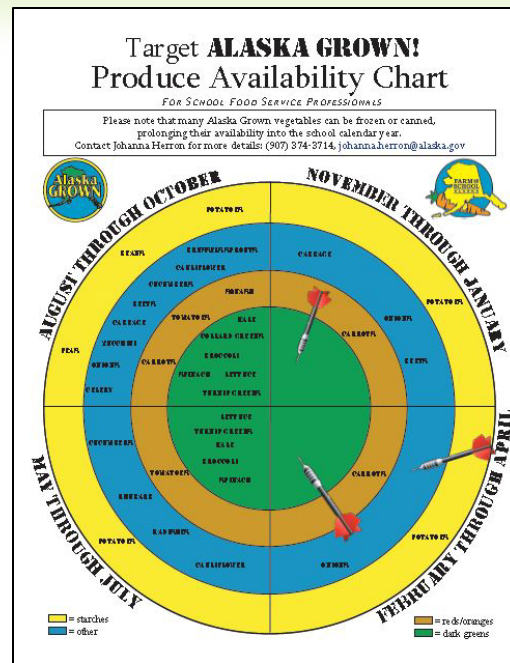 Target ALASKA GROWN!
Produce Availability Chart
FOR SCHOOL FOOD SERVICE PROFESSIONALS
Please note that many Alaska Grown vegetables can be frozen or canned,
prolonging their availability into the school calendar year.
Contact Johanna Herron for more details: (907) 374-3714, johanna.herron@alaska.gov
Alaska
GROWN
FARM TO
SCHOOL
ALASKA
AUGUST THROUGH OCTOBER
POTATOES
BEANS
PEAS
BRUSSELS SPROUTS
CAULIFLOWER
CUCUMBERS
BEETS
CABBAGE
ZUCCHINI
ONIONS
CELERY
SQUASH
TOMATOES
CARROTS
KALE
COLLARD GREENS
BROCCOLI
SPINACH LETTUCE
TURNIP GREENS
NOVEMBER THROUGH JANUARY
CABBAGE
POTATOES
ONIONS
CARROTS
BEETS
MAY THROUGH JULY
LETTUCE
TURNIP GREENS
KALE
BROCCOLI
SPINACH
CUCUMBERS
TOMATOES
RHUBARB
RADISHES
POTATOES
CAULIFLOWER
FEBRUARY THROUGH APRIL
CARROTS
POTATOES
ONIONS
= starches
= other
= reds/oranges
= dark greens